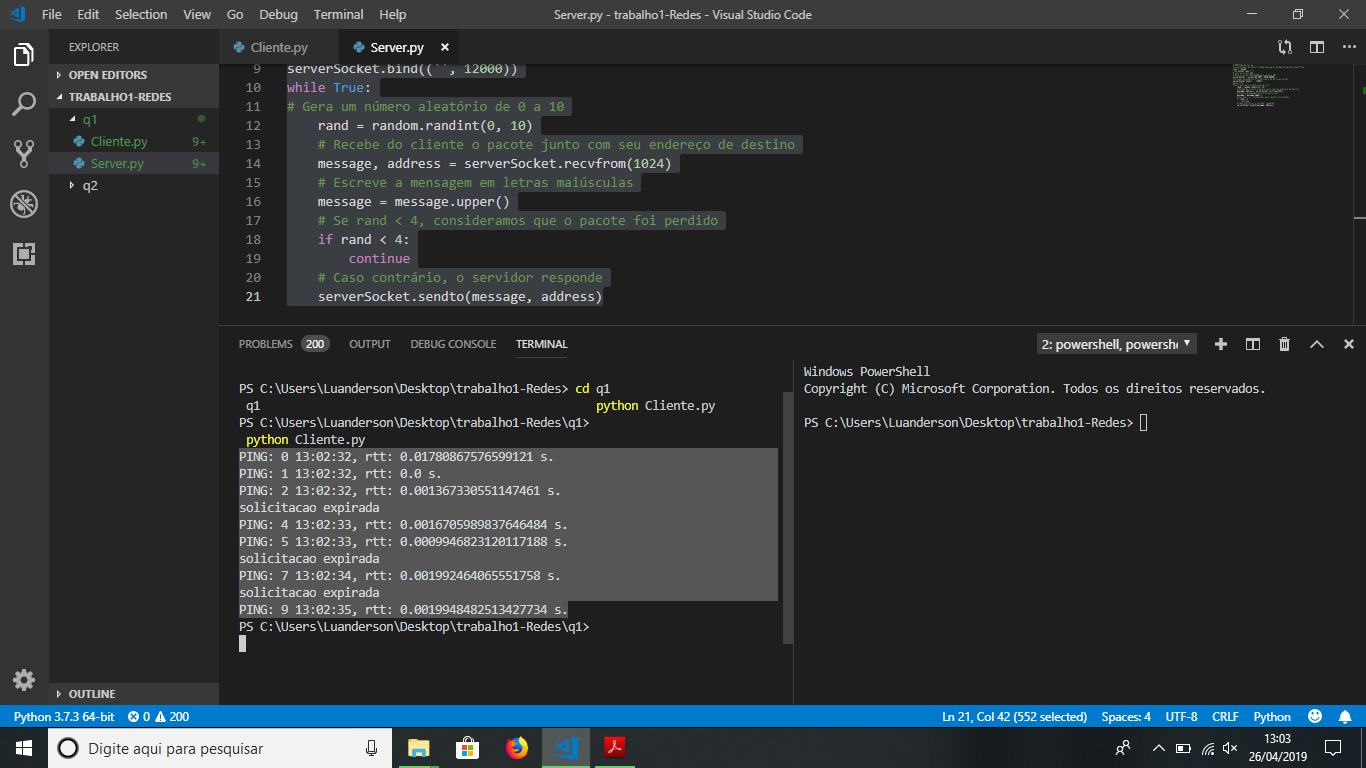 File Edit Selection View Go Debug Terminal Help
Server.py - trabalho1-Redes - Visual Studio Code
EXPLORER
OPEN EDITORS
TRABALHO1-REDES
q1
Cliente.py 9+
Server.py 9+
q2
OUTLINE
Cliente.py
Server.py ×
9 serverSocket.bind(('', 12000))
10 while True:
11 # Gera um número aleatório de 0 a 10
12 rand = random.randint(0, 10)
13 # Recebe do cliente o pacote junto com seu endereço de destino
14 message, address = serverSocket.recvfrom(1024)
15 # Escreve a mensagem em letras maiúsculas
16 message = message.upper()
17 # Se rand < 4, consideramos que o pacote foi perdido
18 if rand < 4:
19 continue
20 # Caso contrário, o servidor responde
21 serverSocket.sendto(message, address)
PROBLEMS 200 OUTPUT DEBUG CONSOLE TERMINAL
2: powershell, powershe
PS C:\Users\Luanderson\Desktop\trabalho1-Redes> cd q1
q1 python Cliente.py
PS C:\Users\Luanderson\Desktop\trabalho1-Redes\q1>
python Cliente.py
PING: 0 13:02:32, rtt: 0.01780867576599121 s.
PING: 1 13:02:32, rtt: 0.0 s.
PING: 2 13:02:32, rtt: 0.001367330551147461 s.
solicitacao expirada
PING: 4 13:02:33, rtt: 0.0016705989837646484 s.
PING: 5 13:02:33, rtt: 0.0009946823120117188 s.
solicitacao expirada
PING: 7 13:02:34, rtt: 0.001992464065551758 s.
solicitacao expirada
PING: 9 13:02:35, rtt: 0.0019948482513427734 s.
PS C:\Users\Luanderson\Desktop\trabalho1-Redes\q1>
Windows PowerShell
Copyright (C) Microsoft Corporation. Todos os direitos reservados.
PS C:\Users\Luanderson\Desktop\trabalho1-Redes>
Python 3.7.3 64-bit 0 200
Ln 21, Col 42 (552 selected) Spaces: 4 UTF-8 CRLF Python
Digite aqui para pesquisar
13:03
26/04/2019